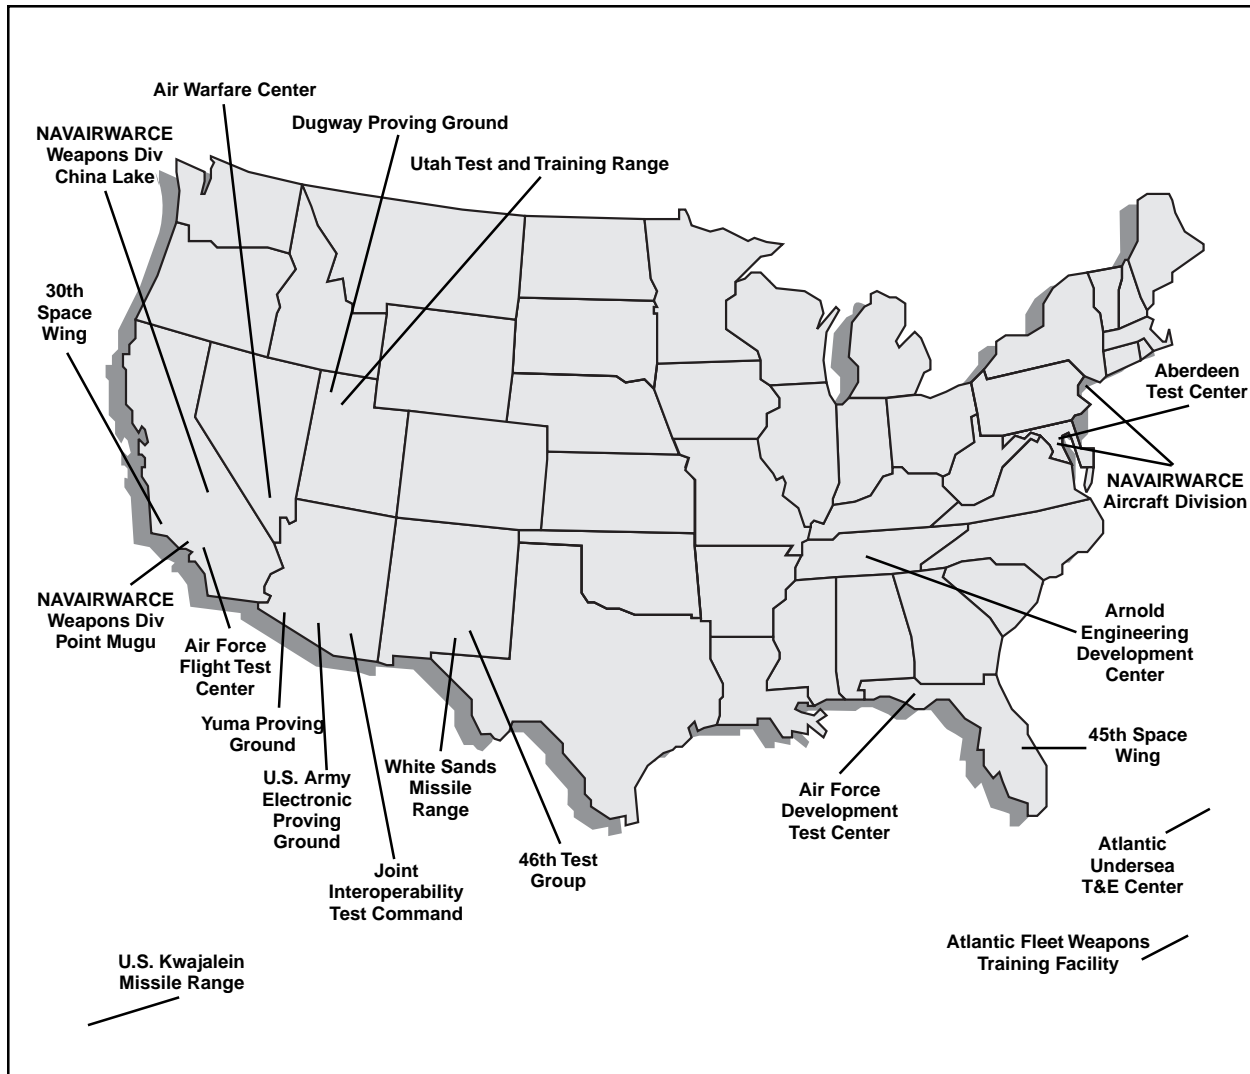 Air Warfare Center
Dugway Proving Ground
NAVAIRWARCE
Weapons Div
China Lake
Utah Test and Training Range
30th
Space
Wing
Aberdeen
Test Center
NAVAIRWARCE
Aircraft Division
NAVAIRWARCE
Weapons Div
Point Mugu
Air Force
Flight Test
Center
Yuma Proving
Ground
U.S. Army
Electronic
Proving
Ground
White Sands
Missile
Range
Joint
Interoperability
Test Command
46th Test
Group
Arnold
Engineering
Development
Center
45th Space
Wing
Air Force
Development
Test Center
Atlantic
Undersea
T&E Center
Atlantic Fleet Weapons
Training Facility
U.S. Kwajalein
Missile Range